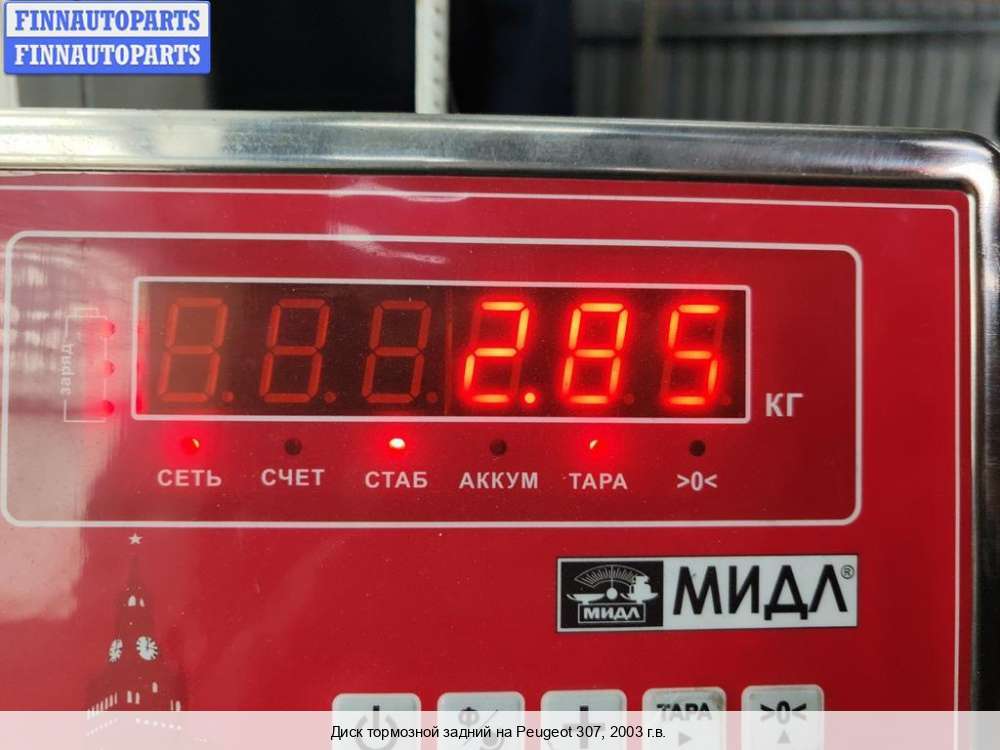 FINNAUTOPARTS
FINNAUTOPARTS
заряд
2.85
КГ
СЕТЬ СЧЕТ СТАБ АККУМ ТАРА >0<
МИДЛ МИДЛ®
ТАРА >0<
Диск тормозной задний на Peugeot 307, 2003 г.в.